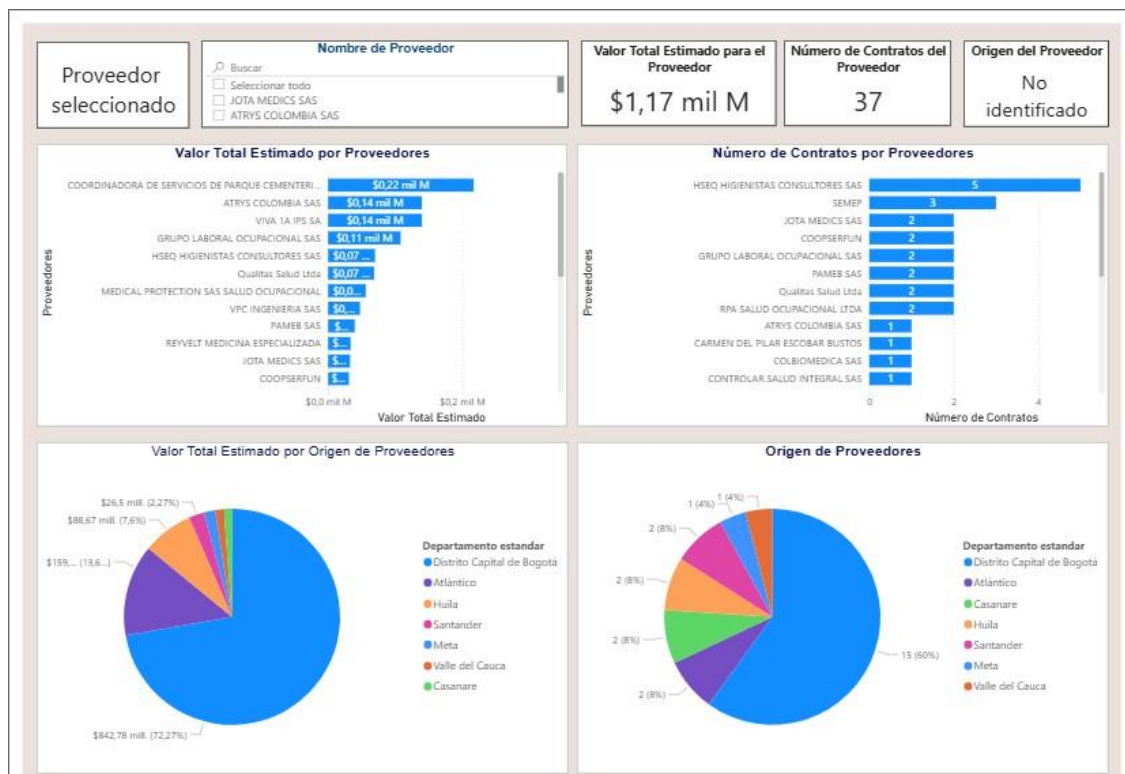 Proveedor
seleccionado
Nombre de Proveedor
Buscar
Seleccionar todo
JOTA MEDICS SAS
ATRYS COLOMBIA SAS
Valor Total Estimado para el
Proveedor
$1,17 mil M
Número de Contratos del
Proveedor
37
Origen del Proveedor
No
identificado
Valor Total Estimado por Proveedores
Proveedores
COORDINADORA DE SERVICIOS DE PARQUE CEMENTERI... $0,22 mil M
ATRYS COLOMBIA SAS $0,14 mil M
VIVA 1A IPS SA $0,14 mil M
GRUPO LABORAL OCUPACIONAL SAS $0,11 mil M
HSEQ HIGIENISTAS CONSULTORES SAS $0,07 ...
Qualitas Salud Ltda $0,07 ...
MEDICAL PROTECTION SAS SALUD OCUPACIONAL $0,0...
VPC INGENIERIA SAS $0,...
PAMEB SAS $...
REYVELT MEDICINA ESPECIALIZADA $...
JOTA MEDICS SAS $...
COOPSERFUN $...
$0,0 mil M $0,2 mil M
Valor Total Estimado
Número de Contratos por Proveedores
Proveedores
HSEQ HIGIENISTAS CONSULTORES SAS 5
SEMEP 3
JOTA MEDICS SAS 2
COOPSERFUN 2
GRUPO LABORAL OCUPACIONAL SAS 2
PAMEB SAS 2
Qualitas Salud Ltda 2
RPA SALUD OCUPACIONAL LTDA 2
ATRYS COLOMBIA SAS 1
CARMEN DEL PILAR ESCOBAR BUSTOS 1
COLBIOMEDICA SAS 1
CONTROLAR SALUD INTEGRAL SAS 1
0 2 4
Número de Contratos
Valor Total Estimado por Origen de Proveedores
$26,5 mill. (2,27%)
$88,67 mill. (7,6%)
$159,... (13,6...)
$842,78 mill. (72,27%)
Departamento estandar
Distrito Capital de Bogotá
Atlántico
Huila
Santander
Meta
Valle del Cauca
Casanare
Origen de Proveedores
1 (4%)
1 (4%)
2 (8%)
2 (8%)
2 (8%)
2 (8%)
15 (60%)
Departamento estandar
Distrito Capital de Bogotá
Atlántico
Casanare
Huila
Santander
Meta
Valle del Cauca